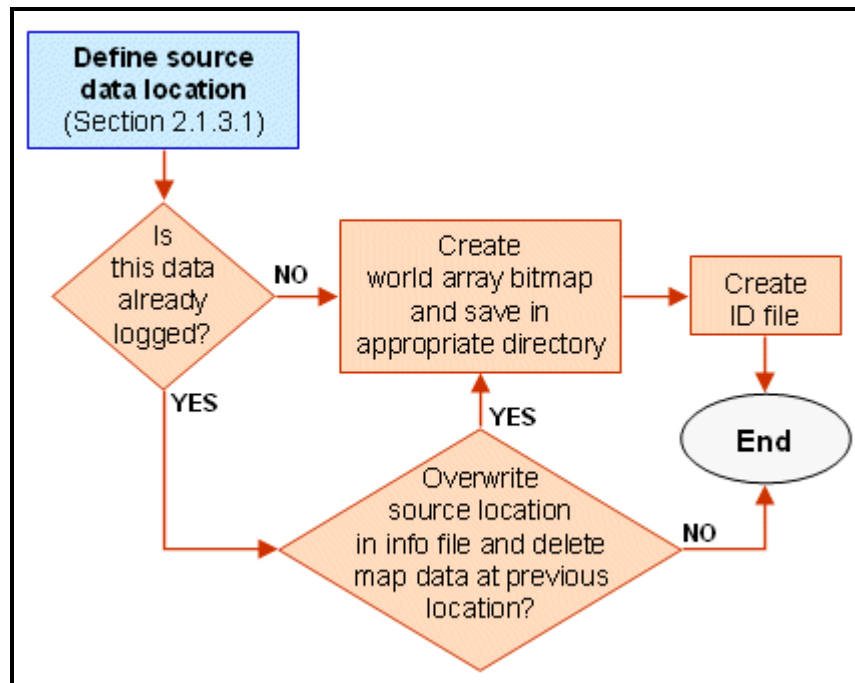 Define source
data location
(Section 2.1.3.1)
Is
this data
already
logged?
NO
Create
world array bitmap
and save in
appropriate directory
Create
ID file
YES
YES
End
Overwrite
source location
in info file and delete
map data at previous
location?
NO